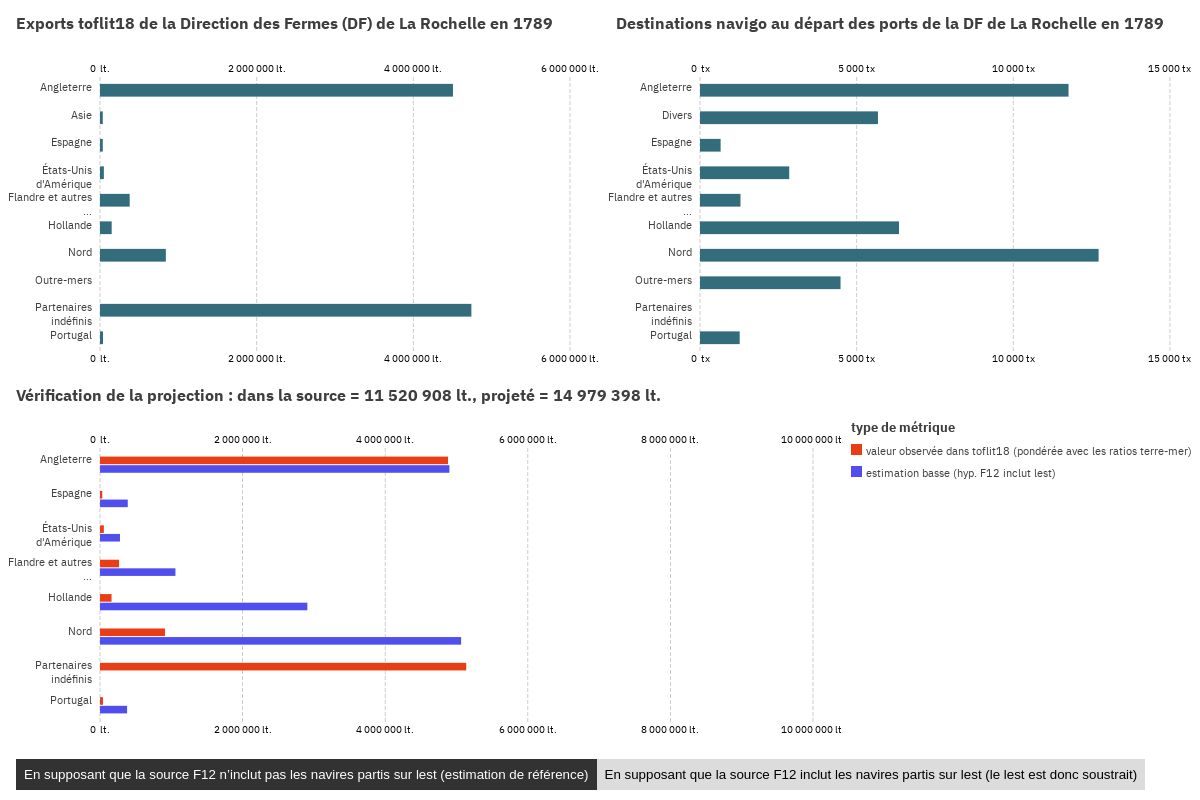 Exports toflit18 de la Direction des Fermes (DF) de La Rochelle en 1789
0 lt.
2 000 000 lt.
4 000 000 lt.
6 000 000 lt.
Angleterre
Asie
Espagne
États-Unis
d'Amérique
Flandre et autres
...
Hollande
Nord
Outre-mers
Partenaires
indéfinis
Portugal
0 lt.
2 000 000 lt.
4 000 000 lt.
6 000 000 lt.
Destinations navigo au départ des ports de la DF de La Rochelle en 1789
0 tx
5 000 tx
10 000 tx
15 000 tx
Angleterre
Divers
Espagne
États-Unis
d'Amérique
Flandre et autres
...
Hollande
Nord
Outre-mers
Partenaires
indéfinis
Portugal
0 tx
5 000 tx
10 000 tx
15 000 tx
Vérification de la projection : dans la source = 11 520 908 lt., projeté = 14 979 398 lt.
0 lt.
2 000 000 lt.
4 000 000 lt.
6 000 000 lt.
8 000 000 lt.
10 000 000 lt
Angleterre
Espagne
États-Unis
d'Amérique
Flandre et autres
...
Hollande
Nord
Partenaires
indéfinis
Portugal
0 lt.
2 000 000 lt.
4 000 000 lt.
6 000 000 lt.
8 000 000 lt.
10 000 000 lt
type de métrique
valeur observée dans toflit18 (pondérée avec les ratios terre-mer)
estimation basse (hyp. F12 inclut lest)
En supposant que la source F12 n’inclut pas les navires partis sur lest (estimation de référence)
En supposant que la source F12 inclut les navires partis sur lest (le lest est donc soustrait)